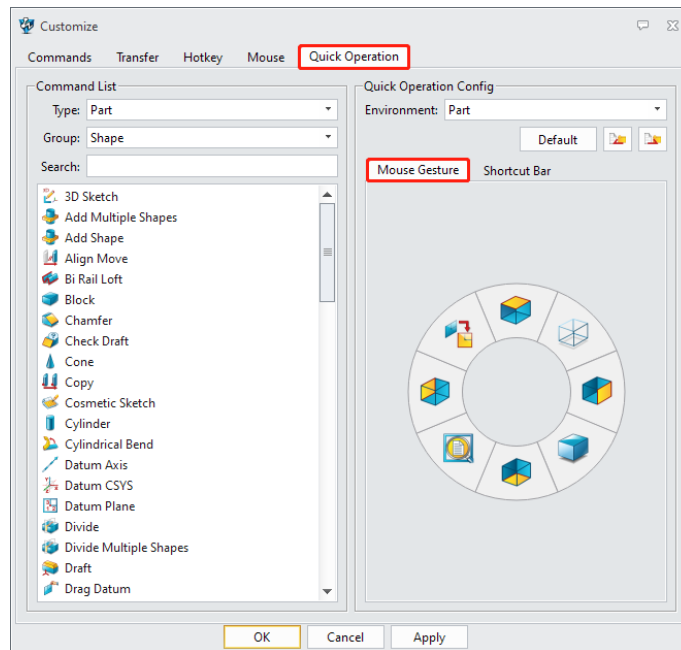 Customize
Commands Transfer Hotkey Mouse Quick Operation
Command List
Type: Part
Group: Shape
Search:
3D Sketch
Add Multiple Shapes
Add Shape
Align Move
Bi Rail Loft
Block
Chamfer
Check Draft
Cone
Copy
Cosmetic Sketch
Cylinder
Cylindrical Bend
Datum Axis
Datum CSYS
Datum Plane
Divide
Divide Multiple Shapes
Draft
Drag Datum
Quick Operation Config
Environment: Part
Default
Mouse Gesture Shortcut Bar
OK Cancel Apply